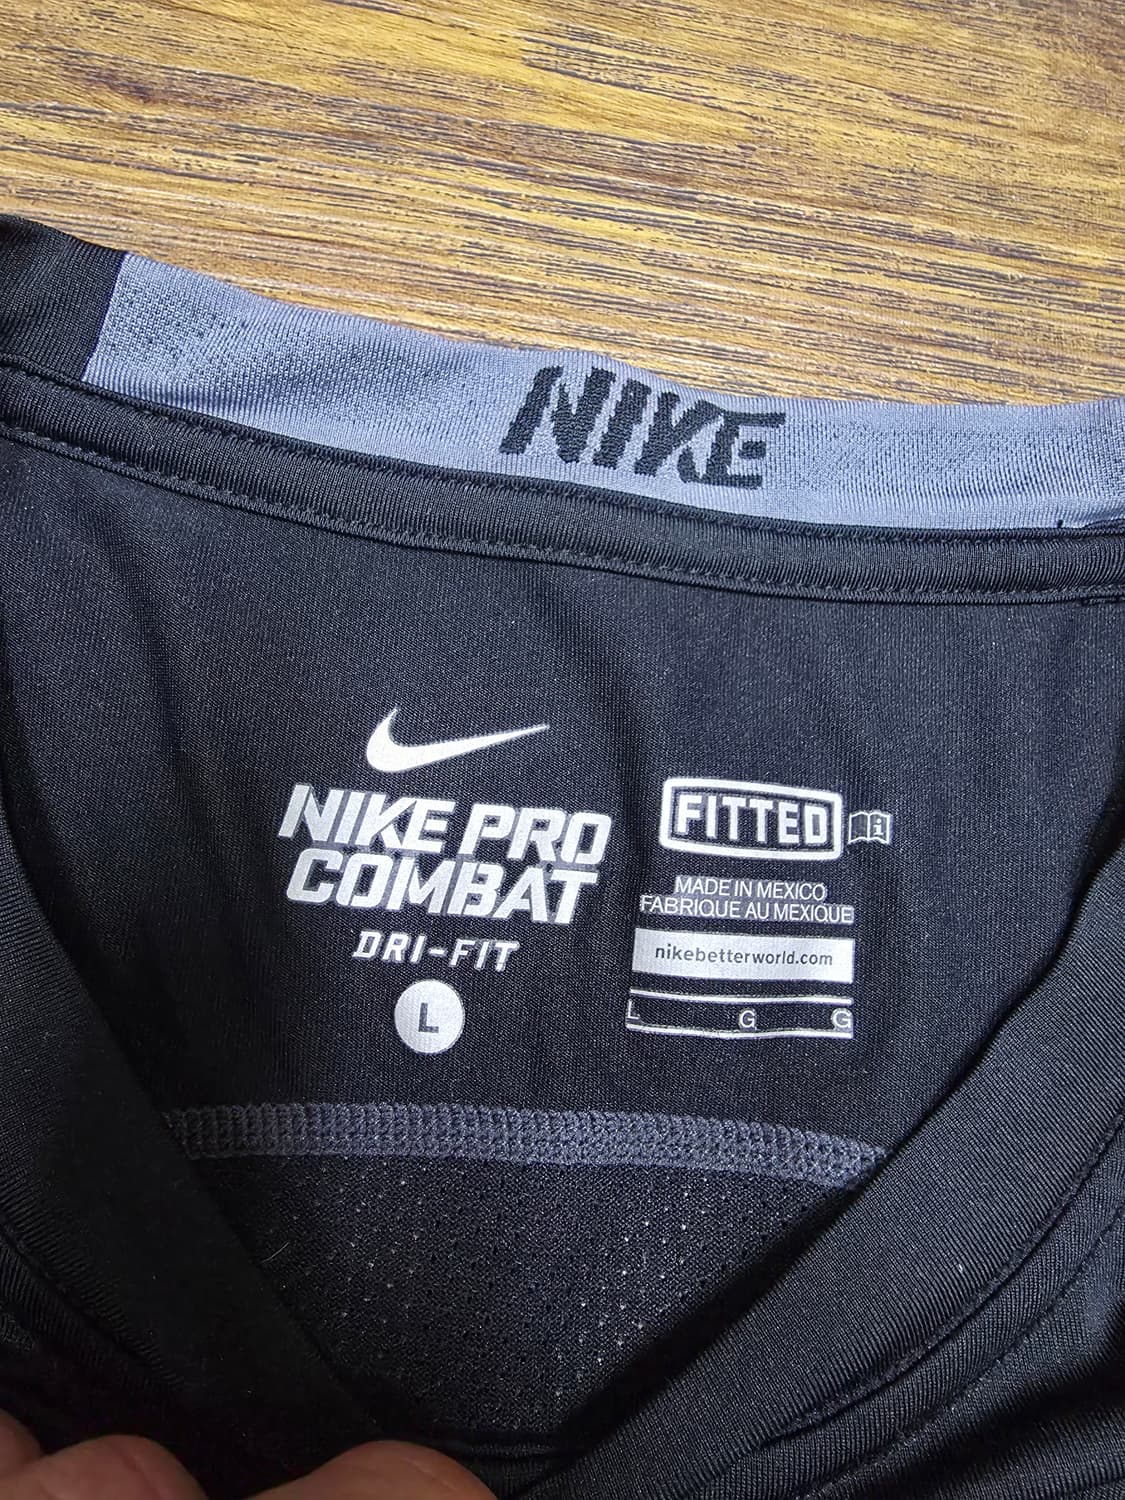 NIKE
NIKE PRO
COMBAT
DRI-FIT
L
FITTED
i
MADE IN MEXICO
FABRIQUE AU MEXIQUE
nikebetterworld.com
L G G